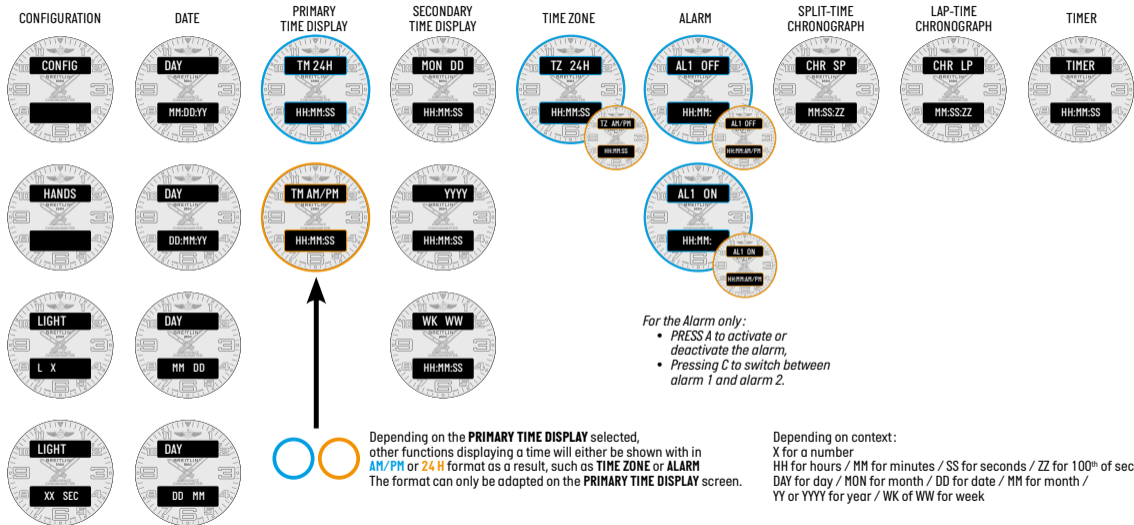 CONFIGURATION
DATE
PRIMARY
TIME DISPLAY
SECONDARY
TIME DISPLAY
TIME ZONE
ALARM
SPLIT-TIME
CHRONOGRAPH
LAP-TIME
CHRONOGRAPH
TIMER
CONFIG
DAY
MM:DD:YY
TM 24H
HH:MM:SS
MON DD
HH:MM:SS
TZ 24H
HH:MM:SS
TZ AM/PM
HH:MM:SS
AL1 OFF
HH:MM:
AL1 OFF
HH:MM:AM/PM
CHR SP
MM:SS:ZZ
CHR LP
MM:SS:ZZ
TIMER
HH:MM:SS
HANDS
DAY
DD:MM:YY
TM AM/PM
HH:MM:SS
YYYY
HH:MM:SS
AL1 ON
HH:MM:
AL1 ON
HH:MM:AM/PM
LIGHT
L X
DAY
MM DD
WK WW
HH:MM:SS
For the Alarm only:
• PRESS A to activate or
deactivate the alarm,
• Pressing C to switch between
alarm 1 and alarm 2.
LIGHT
XX SEC
DAY
DD MM
Depending on the PRIMARY TIME DISPLAY selected,
other functions displaying a time will either be shown with in
AM/PM or 24 H format as a result, such as TIME ZONE or ALARM
The format can only be adapted on the PRIMARY TIME DISPLAY screen.
Depending on context:
X for a number
HH for hours / MM for minutes / SS for seconds / ZZ for 100th of sec
DAY for day / MON for month / DD for date / MM for month /
YY or YYYY for year / WK of WW for week